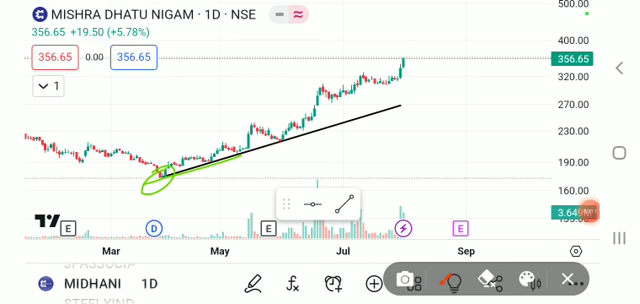 MISHRA DHATU NIGAM · 1D · NSE
356.65 +19.50 (+5.78%)
356.65 0.00 356.65
1
500.00
400.00
356.65
320.00
270.00
230.00
190.00
160.00
3.649M
E D E E
Mar May Jul Sep
MIDHANI 1D